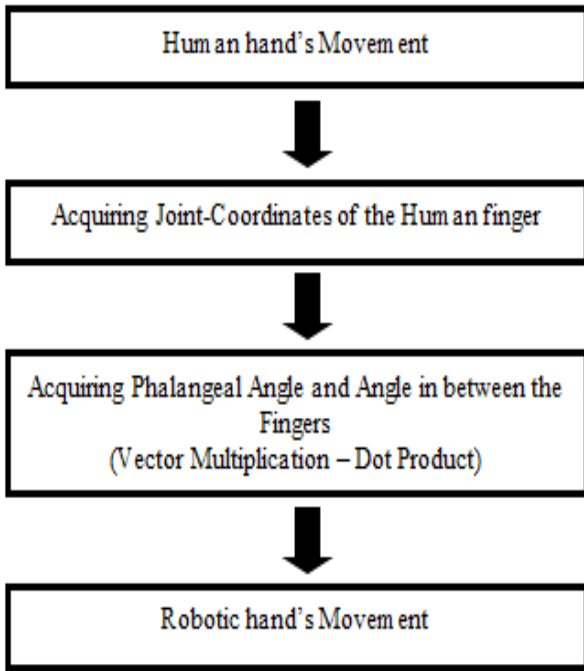 Human hand's Movement
Acquiring Joint-Coordinates of the Human finger
Acquiring Phalangeal Angle and Angle in between the
Fingers
(Vector Multiplication – Dot Product)
Robotic hand's Movement